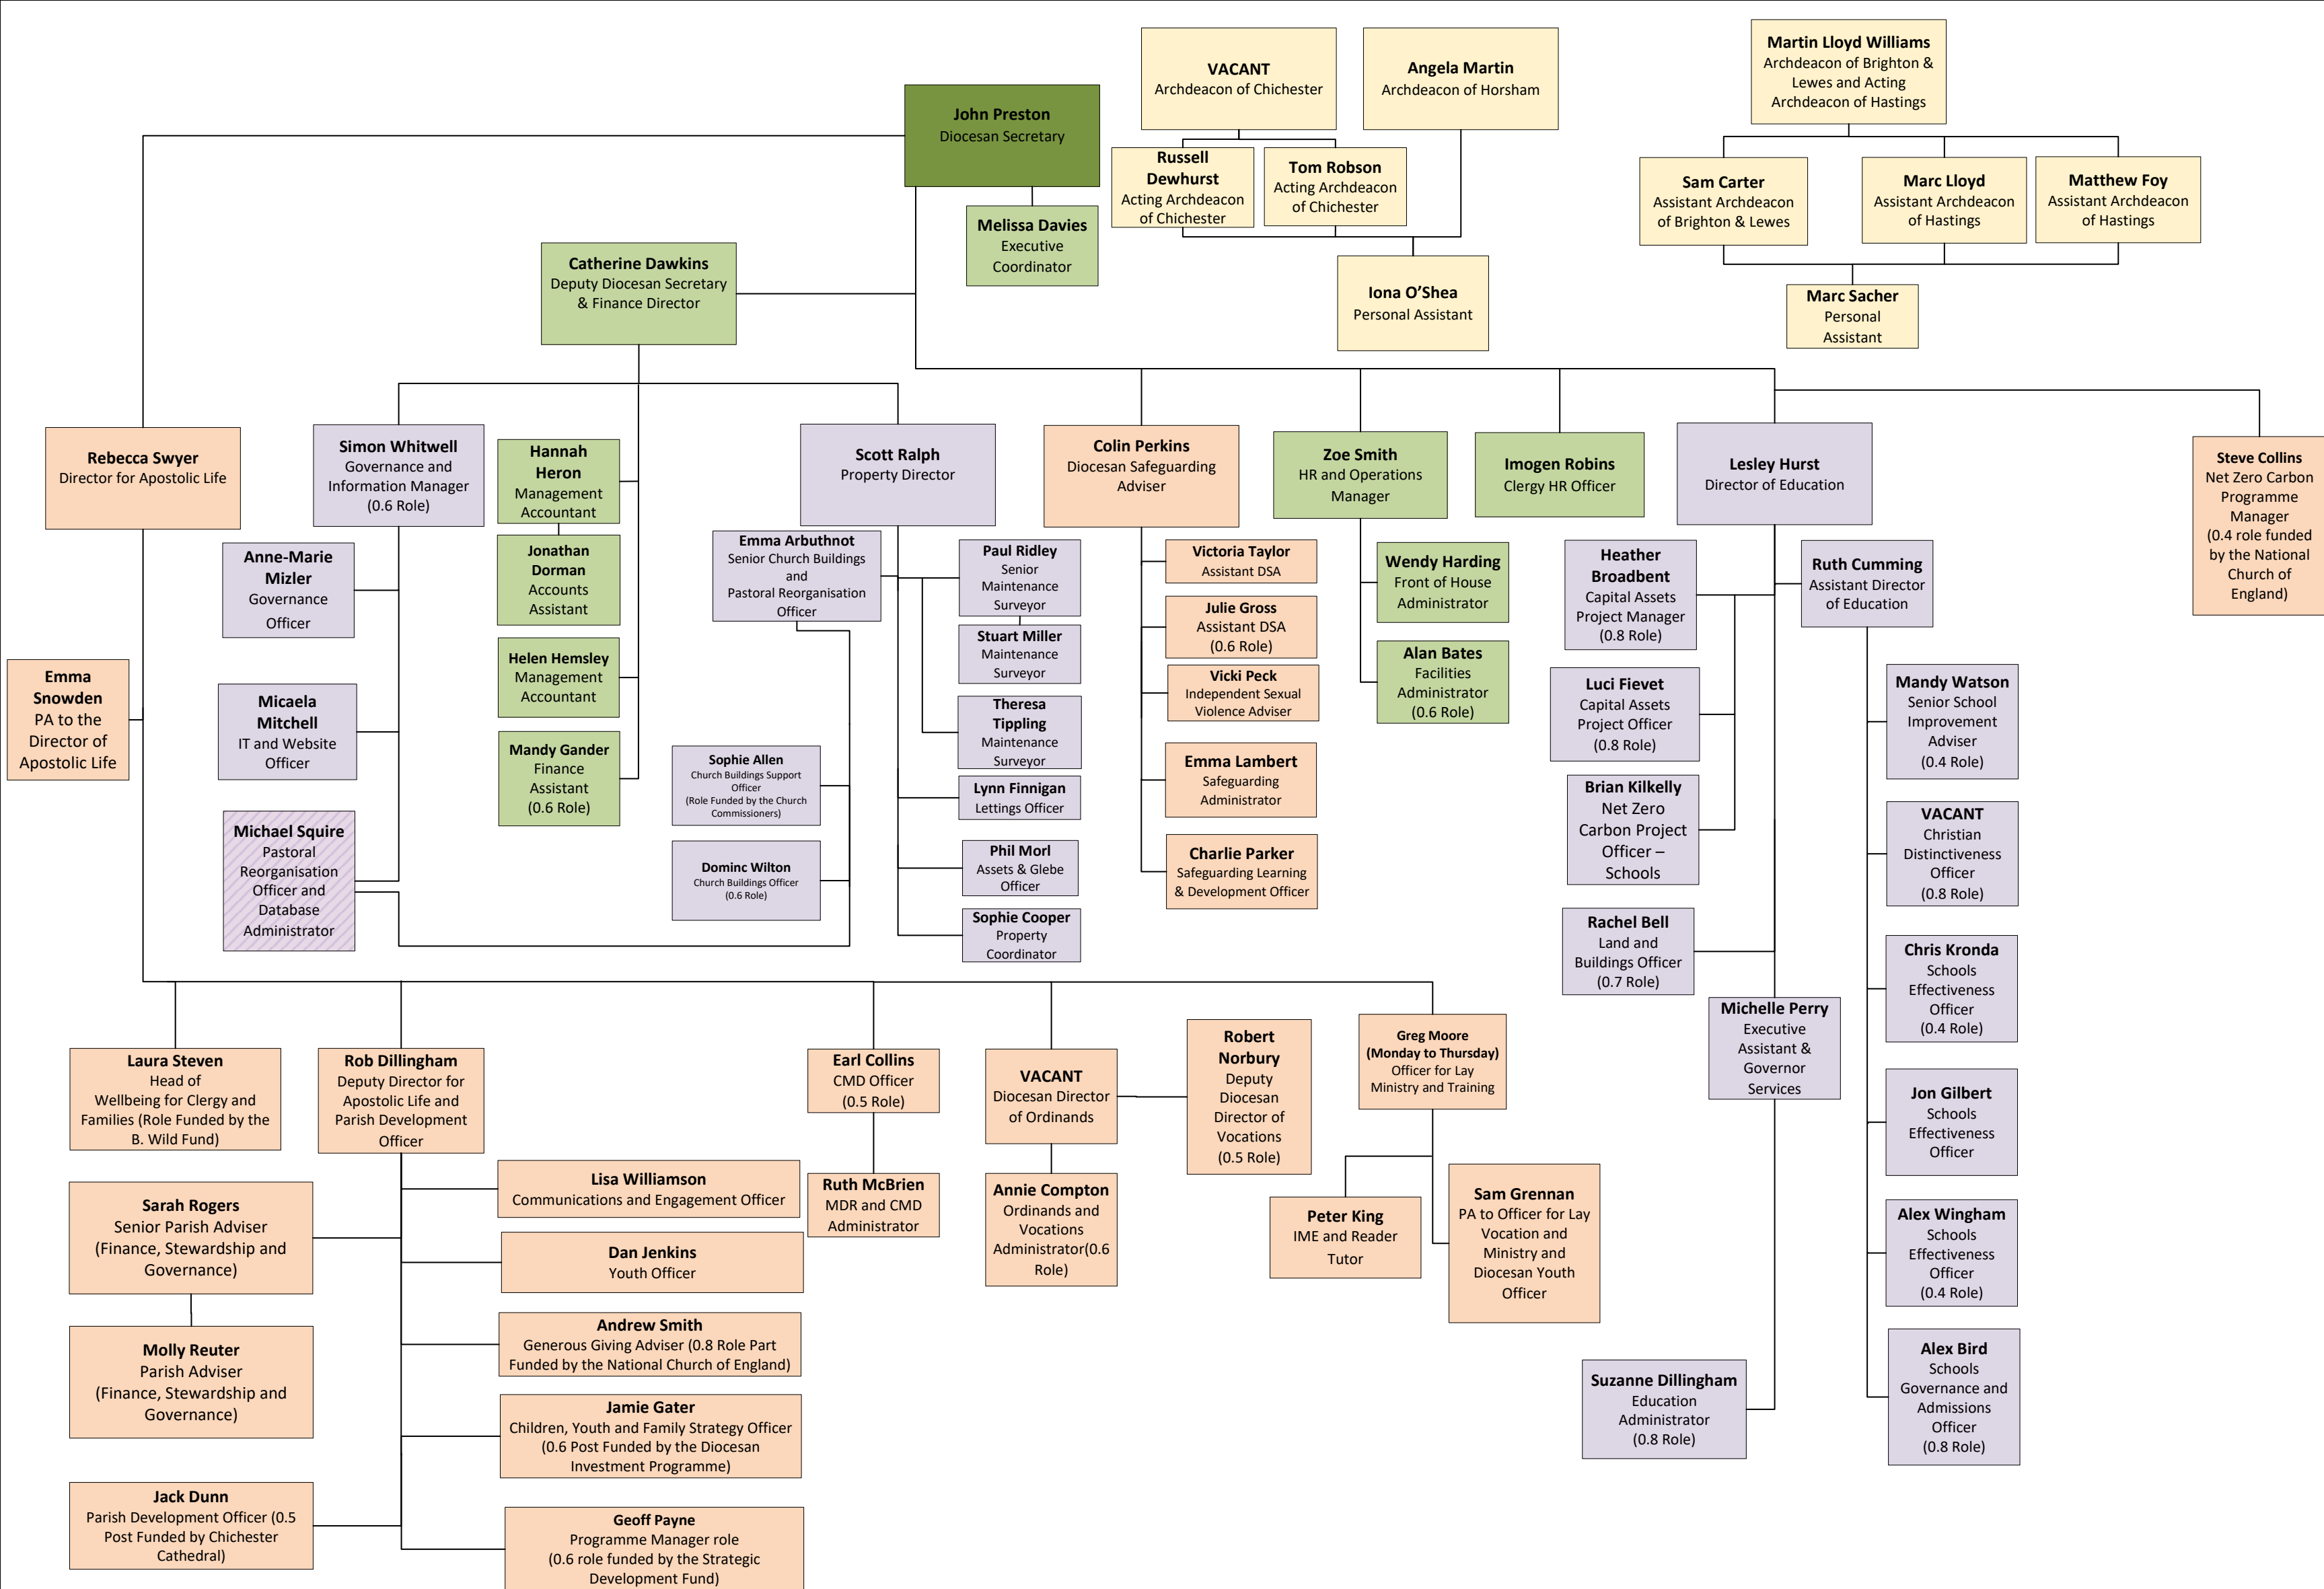 VACANT
Archdeacon of Chichester
Angela Martin
Archdeacon of Horsham
Martin Lloyd Williams
Archdeacon of Brighton &
Lewes and Acting
Archdeacon of Hastings
John Preston
Diocesan Secretary
Russell
Dewhurst
Acting Archdeacon
of Chichester
Tom Robson
Acting Archdeacon
of Chichester
Sam Carter
Assistant Archdeacon
of Brighton & Lewes
Marc Lloyd
Assistant Archdeacon
of Hastings
Matthew Foy
Assistant Archdeacon
of Hastings
Melissa Davies
Executive
Coordinator
Catherine Dawkins
Deputy Diocesan Secretary
& Finance Director
Iona O’Shea
Personal Assistant
Marc Sacher
Personal
Assistant
Rebecca Swyer
Director for Apostolic Life
Simon Whitwell
Governance and
Information Manager
(0.6 Role)
Hannah
Heron
Management
Accountant
Scott Ralph
Property Director
Colin Perkins
Diocesan Safeguarding
Adviser
Zoe Smith
HR and Operations
Manager
Imogen Robins
Clergy HR Officer
Lesley Hurst
Director of Education
Steve Collins
Net Zero Carbon
Programme
Manager
(0.4 role funded
by the National
Church of
England)
Anne-Marie
Mizler
Governance
Officer
Jonathan
Dorman
Accounts
Assistant
Emma Arbuthnot
Senior Church Buildings
and
Pastoral Reorganisation
Officer
Paul Ridley
Senior
Maintenance
Surveyor
Victoria Taylor
Assistant DSA
Wendy Harding
Front of House
Administrator
Heather
Broadbent
Capital Assets
Project Manager
(0.8 Role)
Ruth Cumming
Assistant Director
of Education
Julie Gross
Assistant DSA
(0.6 Role)
Stuart Miller
Maintenance
Surveyor
Emma
Snowden
PA to the
Director of
Apostolic Life
Micaela
Mitchell
IT and Website
Officer
Helen Hemsley
Management
Accountant
Theresa
Tippling
Maintenance
Surveyor
Vicki Peck
Independent Sexual
Violence Adviser
Alan Bates
Facilities
Administrator
(0.6 Role)
Luci Fievet
Capital Assets
Project Officer
(0.8 Role)
Mandy Watson
Senior School
Improvement
Adviser
(0.4 Role)
Mandy Gander
Finance
Assistant
(0.6 Role)
Sophie Allen
Church Buildings Support
Officer
(Role Funded by the Church
Commissioners)
Lynn Finnigan
Lettings Officer
Emma Lambert
Safeguarding
Administrator
Brian Kilkelly
Net Zero
Carbon Project
Officer –
Schools
VACANT
Christian
Distinctiveness
Officer
(0.8 Role)
Michael Squire
Pastoral
Reorganisation
Officer and
Database
Administrator
Dominc Wilton
Church Buildings Officer
(0.6 Role)
Phil Morl
Assets & Glebe
Officer
Charlie Parker
Safeguarding Learning
& Development Officer
Sophie Cooper
Property
Coordinator
Rachel Bell
Land and
Buildings Officer
(0.7 Role)
Chris Kronda
Schools
Effectiveness
Officer
(0.4 Role)
Michelle Perry
Executive
Assistant &
Governor
Services
Laura Steven
Head of
Wellbeing for Clergy and
Families (Role Funded by the
B. Wild Fund)
Rob Dillingham
Deputy Director for
Apostolic Life and
Parish Development
Officer
Earl Collins
CMD Officer
(0.5 Role)
VACANT
Diocesan Director
of Ordinands
Robert
Norbury
Deputy
Diocesan
Director of
Vocations
(0.5 Role)
Greg Moore
(Monday to Thursday)
Officer for Lay
Ministry and Training
Jon Gilbert
Schools
Effectiveness
Officer
Lisa Williamson
Communications and Engagement Officer
Ruth McBrien
MDR and CMD
Administrator
Annie Compton
Ordinands and
Vocations
Administrator(0.6
Role)
Sarah Rogers
Senior Parish Adviser
(Finance, Stewardship and
Governance)
Peter King
IME and Reader
Tutor
Sam Grennan
PA to Officer for Lay
Vocation and
Ministry and
Diocesan Youth
Officer
Alex Wingham
Schools
Effectiveness
Officer
(0.4 Role)
Dan Jenkins
Youth Officer
Andrew Smith
Generous Giving Adviser (0.8 Role Part
Funded by the National Church of England)
Molly Reuter
Parish Adviser
(Finance, Stewardship and
Governance)
Alex Bird
Schools
Governance and
Admissions
Officer
(0.8 Role)
Suzanne Dillingham
Education
Administrator
(0.8 Role)
Jamie Gater
Children, Youth and Family Strategy Officer
(0.6 Post Funded by the Diocesan
Investment Programme)
Jack Dunn
Parish Development Officer (0.5
Post Funded by Chichester
Cathedral)
Geoff Payne
Programme Manager role
(0.6 role funded by the Strategic
Development Fund)